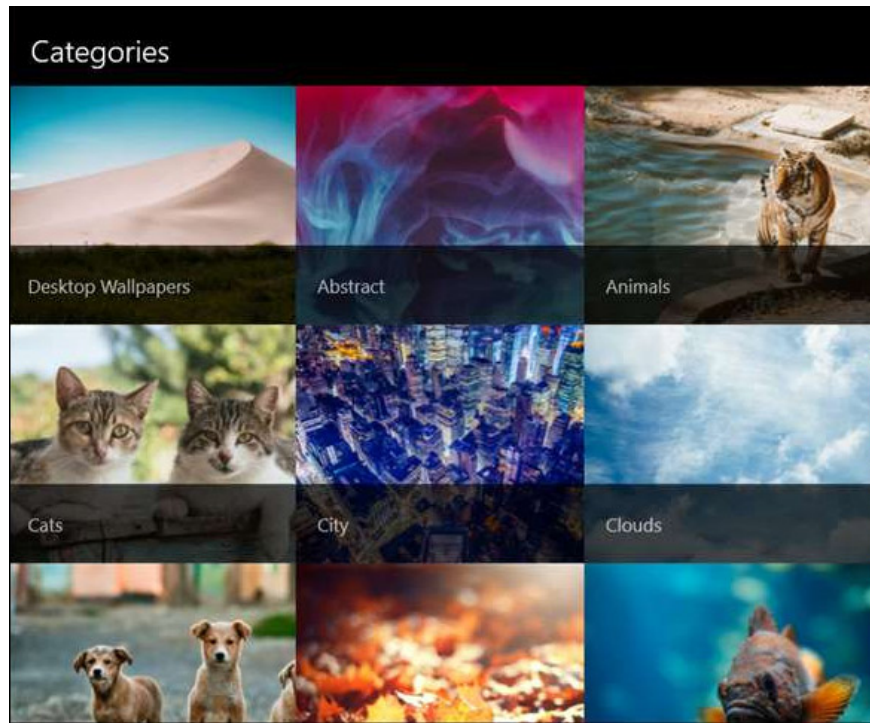 Categories
Desktop Wallpapers
Abstract
Animals
Cats
City
Clouds